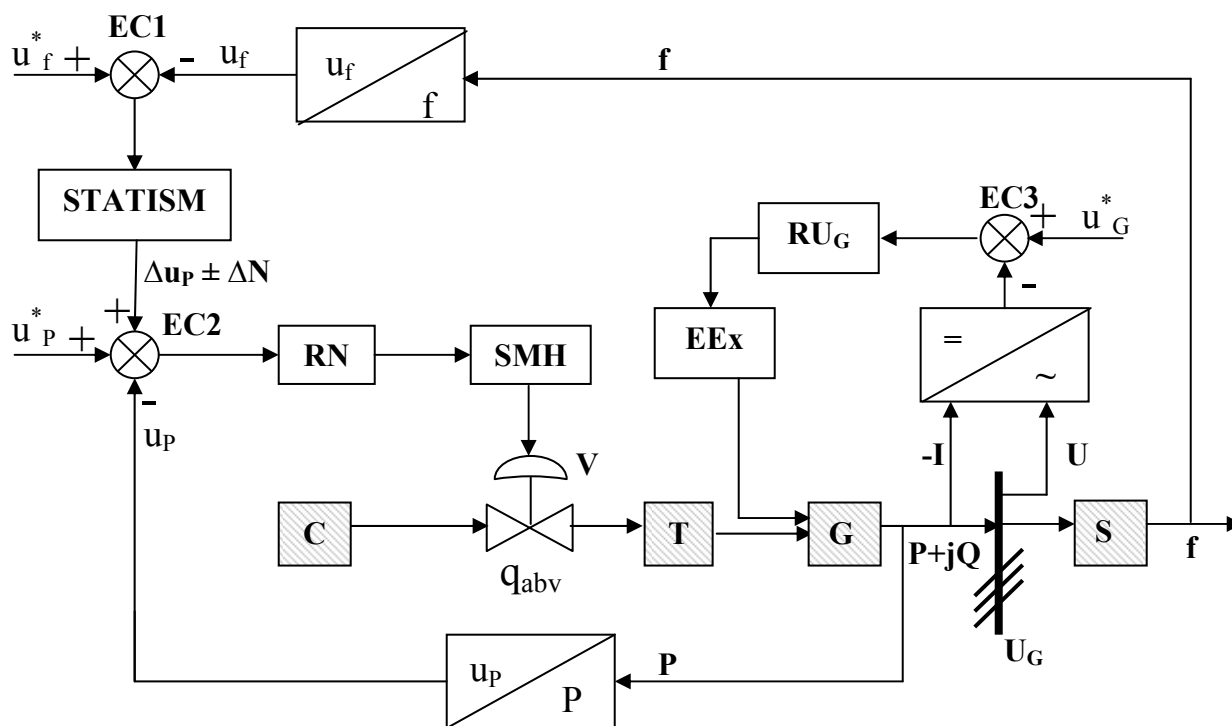 EC1
u*f +
-
uf
uf
f
f
STATISM
EC3
+
u*G
RUG
-
ΔuP ± ΔN
+
u*P +
EC2
RN
SMH
EEx
=
~
-
uP
V
-I
U
C
T
G
P+jQ
S
f
qabv
UG
uP
P
P